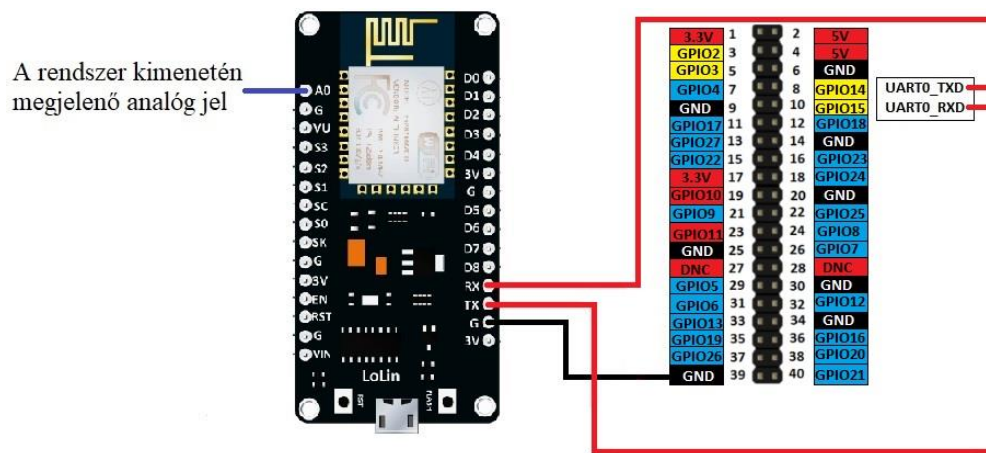 A rendszer kimenetén
megjelenő analóg jel
A0
G
VU
S3
S2
S1
SC
S0
SK
G
3V
EN
RST
G
VIN
D0
D1
D2
D3
D4
3V
G
D5
D6
D7
D8
RX
TX
G
3V
LoLin
RST
3.3V 1 2 5V
GPIO2 3 4 5V
GPIO3 5 6 GND
GPIO4 7 8 GPIO14 UART0_TXD
GND 9 10 GPIO15 UART0_RXD
GPIO17 11 12 GPIO18
GPIO27 13 14 GND
GPIO22 15 16 GPIO23
3.3V 17 18 GPIO24
GPIO10 19 20 GND
GPIO9 21 22 GPIO25
GPIO11 23 24 GPIO8
GND 25 26 GPIO7
DNC 27 28 DNC
GPIO5 29 30 GND
GPIO6 31 32 GPIO12
GPIO13 33 34 GND
GPIO19 35 36 GPIO16
GPIO26 37 38 GPIO20
GND 39 40 GPIO21